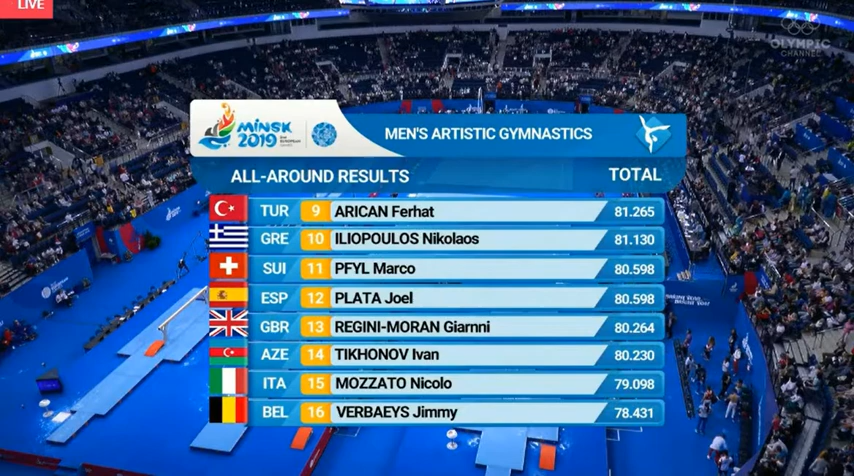 LIVE
OLYMPIC
CHANNEL
MINSK
2019
MEN'S ARTISTIC GYMNASTICS
ALL-AROUND RESULTS TOTAL
TUR 9 ARICAN Ferhat 81.265
GRE 10 ILIOPOULOS Nikolaos 81.130
SUI 11 PFYL Marco 80.598
ESP 12 PLATA Joel 80.598
GBR 13 REGINI-MORAN Giarnni 80.264
AZE 14 TIKHONOV Ivan 80.230
ITA 15 MOZZATO Nicolo 79.098
BEL 16 VERBAEYS Jimmy 78.431